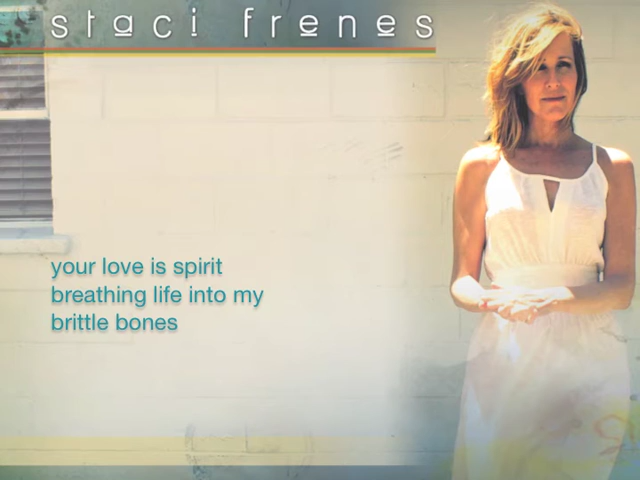 staci frenes
your love is spirit
breathing life into my
brittle bones